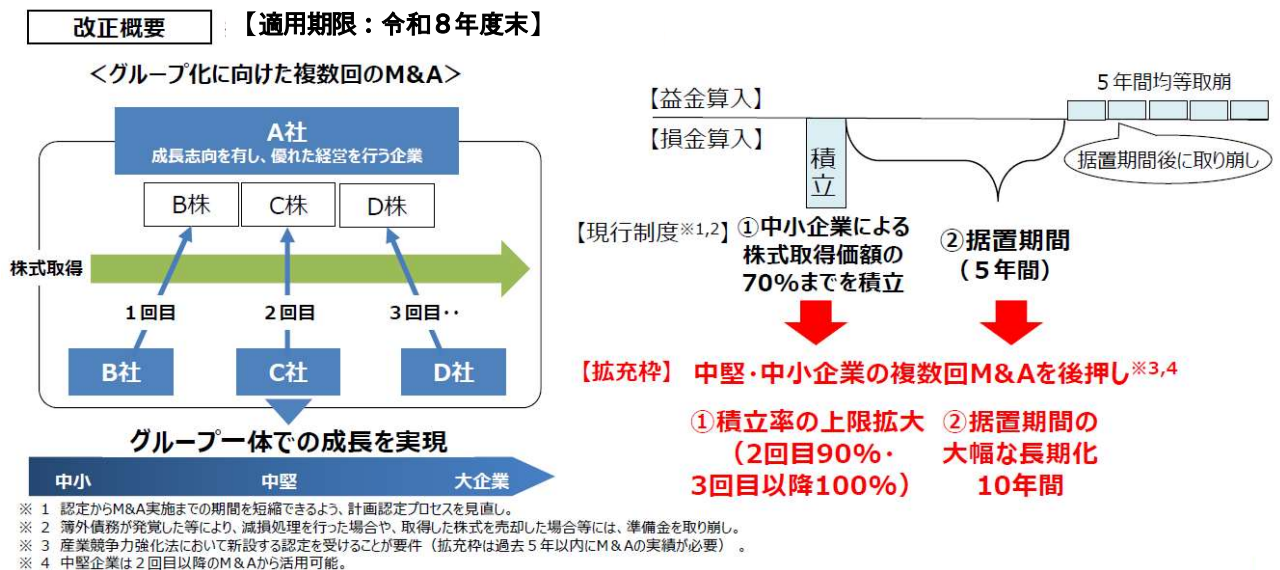 改正概要
【適用期限：令和８年度末】
＜グループ化に向けた複数回のM&A＞
A社
成長志向を有し、優れた経営を行う企業
B株
C株
D株
株式取得
１回目
２回目
３回目‥
B社
C社
D社
グループ一体での成長を実現
中小
中堅
大企業
５年間均等取崩
【益金算入】
【損金算入】
積立
据置期間後に取り崩し
【現行制度※1,2】
①中小企業による
株式取得価額の
70%までを積立
②据置期間
（５年間）
【拡充枠】
中堅・中小企業の複数回M&Aを後押し※3,4
①積立率の上限拡大
（2回目90%・
3回目以降100%）
②据置期間の
大幅な長期化
10年間
※ １ 認定からM&A実施までの期間を短縮できるよう、計画認定プロセスを見直し。
※ ２ 簿外債務が発覚した等により、減損処理を行った場合や、取得した株式を売却した場合等には、準備金を取り崩し。
※ ３ 産業競争力強化法において新設する認定を受けることが要件（拡充枠は過去５年以内にM&Aの実績が必要）。
※ ４ 中堅企業は２回目以降のM&Aから活用可能。